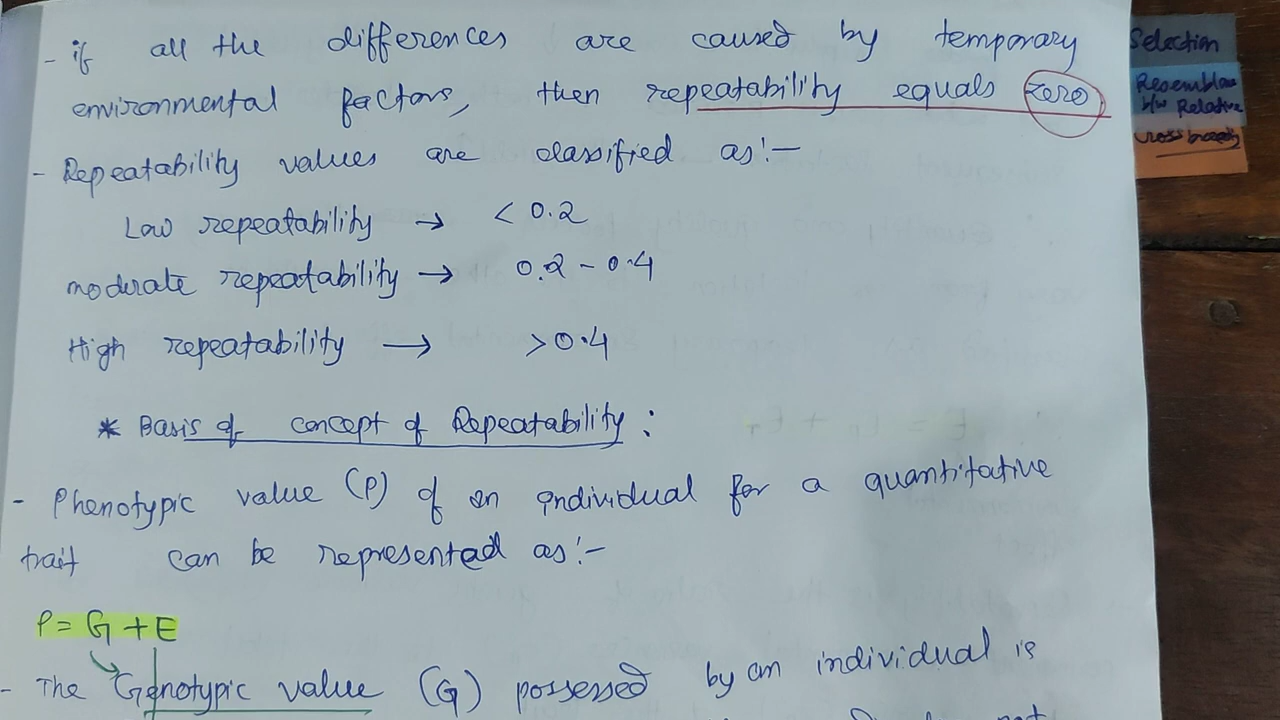 - if all the differences are caused by temporary
environmental factors, then repeatability equals zero
- Repeatability values are classified as:-
Low repeatability → < 0.2
moderate repeatability → 0.2 - 0.4
High repeatability → > 0.4
* Basis of concept of Repeatability :
- Phenotypic value (P) of an individual for a quantitative
trait can be represented as:-
P = G + E
- The Genotypic value (G) possessed by an individual is
not
Selection
Resemblance
b/w Relative
Cross breeds